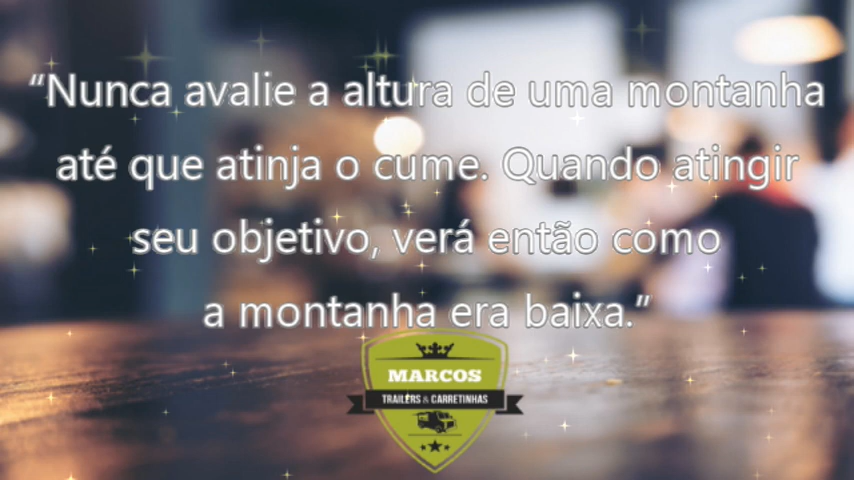 “Nunca avalie a altura de uma montanha
até que atinja o cume. Quando atingir
seu objetivo, verá então como
a montanha era baixa.”
MARCOS
TRAILERS & CARRETINHAS